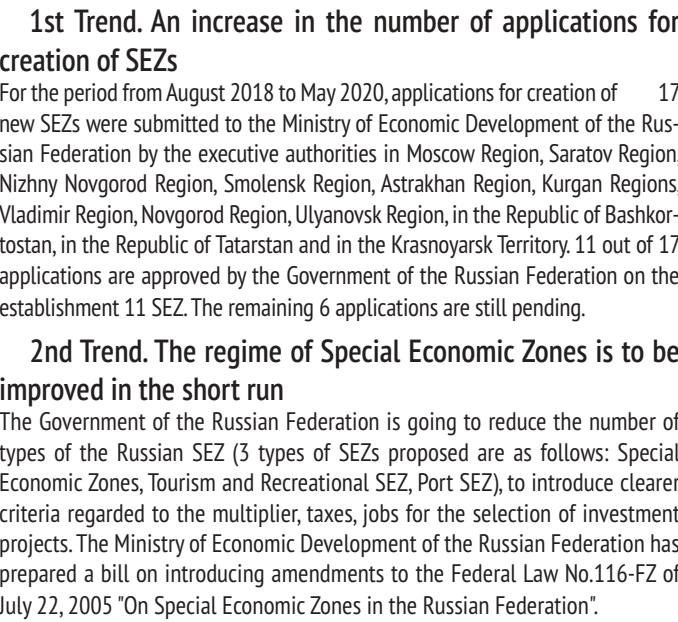 1st Trend. An increase in the number of applications for
creation of SEZs
For the period from August 2018 to May 2020, applications for creation of 17
new SEZs were submitted to the Ministry of Economic Development of the Rus-
sian Federation by the executive authorities in Moscow Region, Saratov Region,
Nizhny Novgorod Region, Smolensk Region, Astrakhan Region, Kurgan Regions,
Vladimir Region, Novgorod Region, Ulyanovsk Region, in the Republic of Bashkor-
tostan, in the Republic of Tatarstan and in the Krasnoyarsk Territory. 11 out of 17
applications are approved by the Government of the Russian Federation on the
establishment 11 SEZ. The remaining 6 applications are still pending.
2nd Trend. The regime of Special Economic Zones is to be
improved in the short run
The Government of the Russian Federation is going to reduce the number of
types of the Russian SEZ (3 types of SEZs proposed are as follows: Special
Economic Zones, Tourism and Recreational SEZ, Port SEZ), to introduce clearer
criteria regarded to the multiplier, taxes, jobs for the selection of investment
projects. The Ministry of Economic Development of the Russian Federation has
prepared a bill on introducing amendments to the Federal Law No.116-FZ of
July 22, 2005 "On Special Economic Zones in the Russian Federation".